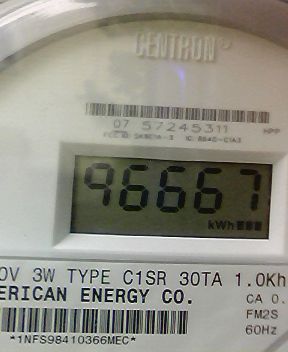 CENTRON®
07 57245311 HPP
96667
kWh
0V 3W TYPE C1SR 30TA 1.0Kh
ERICAN ENERGY CO. CA 0.
FM2S
60Hz
*1NFS98410366MEC*